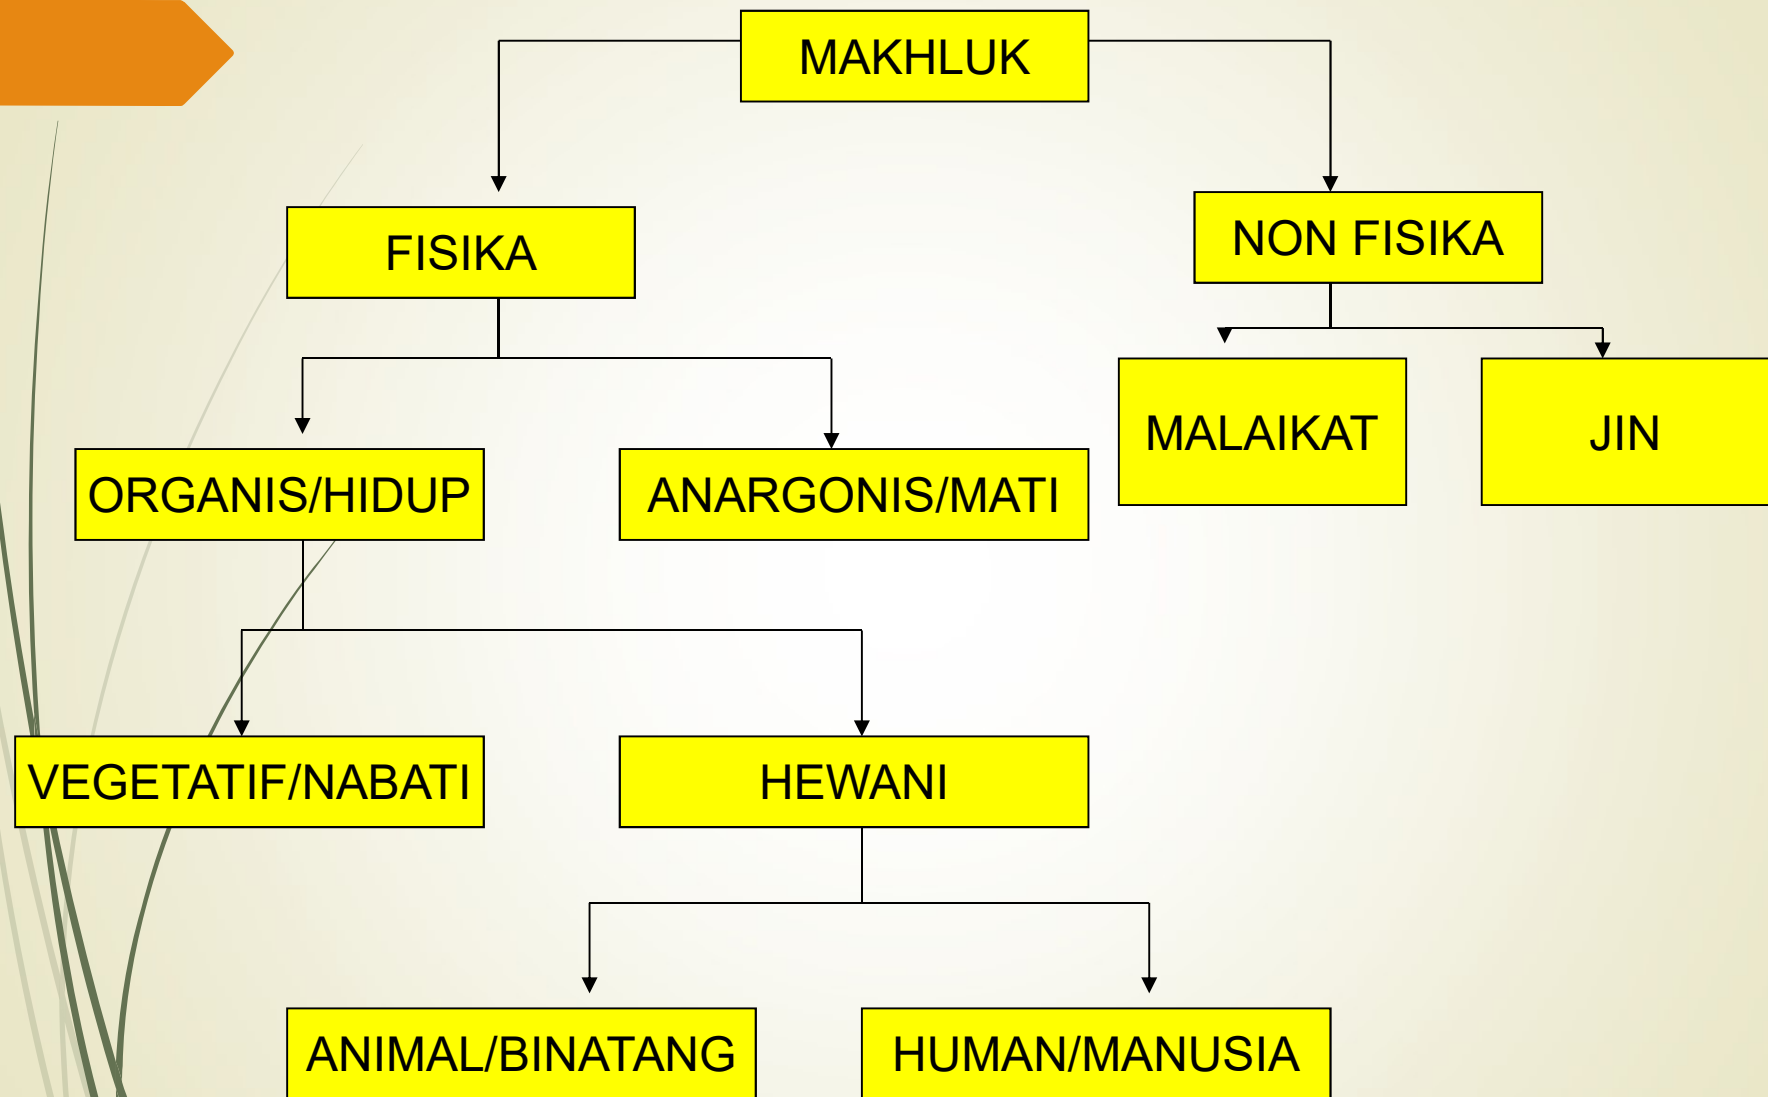 MAKHLUK
FISIKA
NON FISIKA
MALAIKAT
JIN
ORGANIS/HIDUP
ANARGONIS/MATI
VEGETATIF/NABATI
HEWANI
ANIMAL/BINATANG
HUMAN/MANUSIA